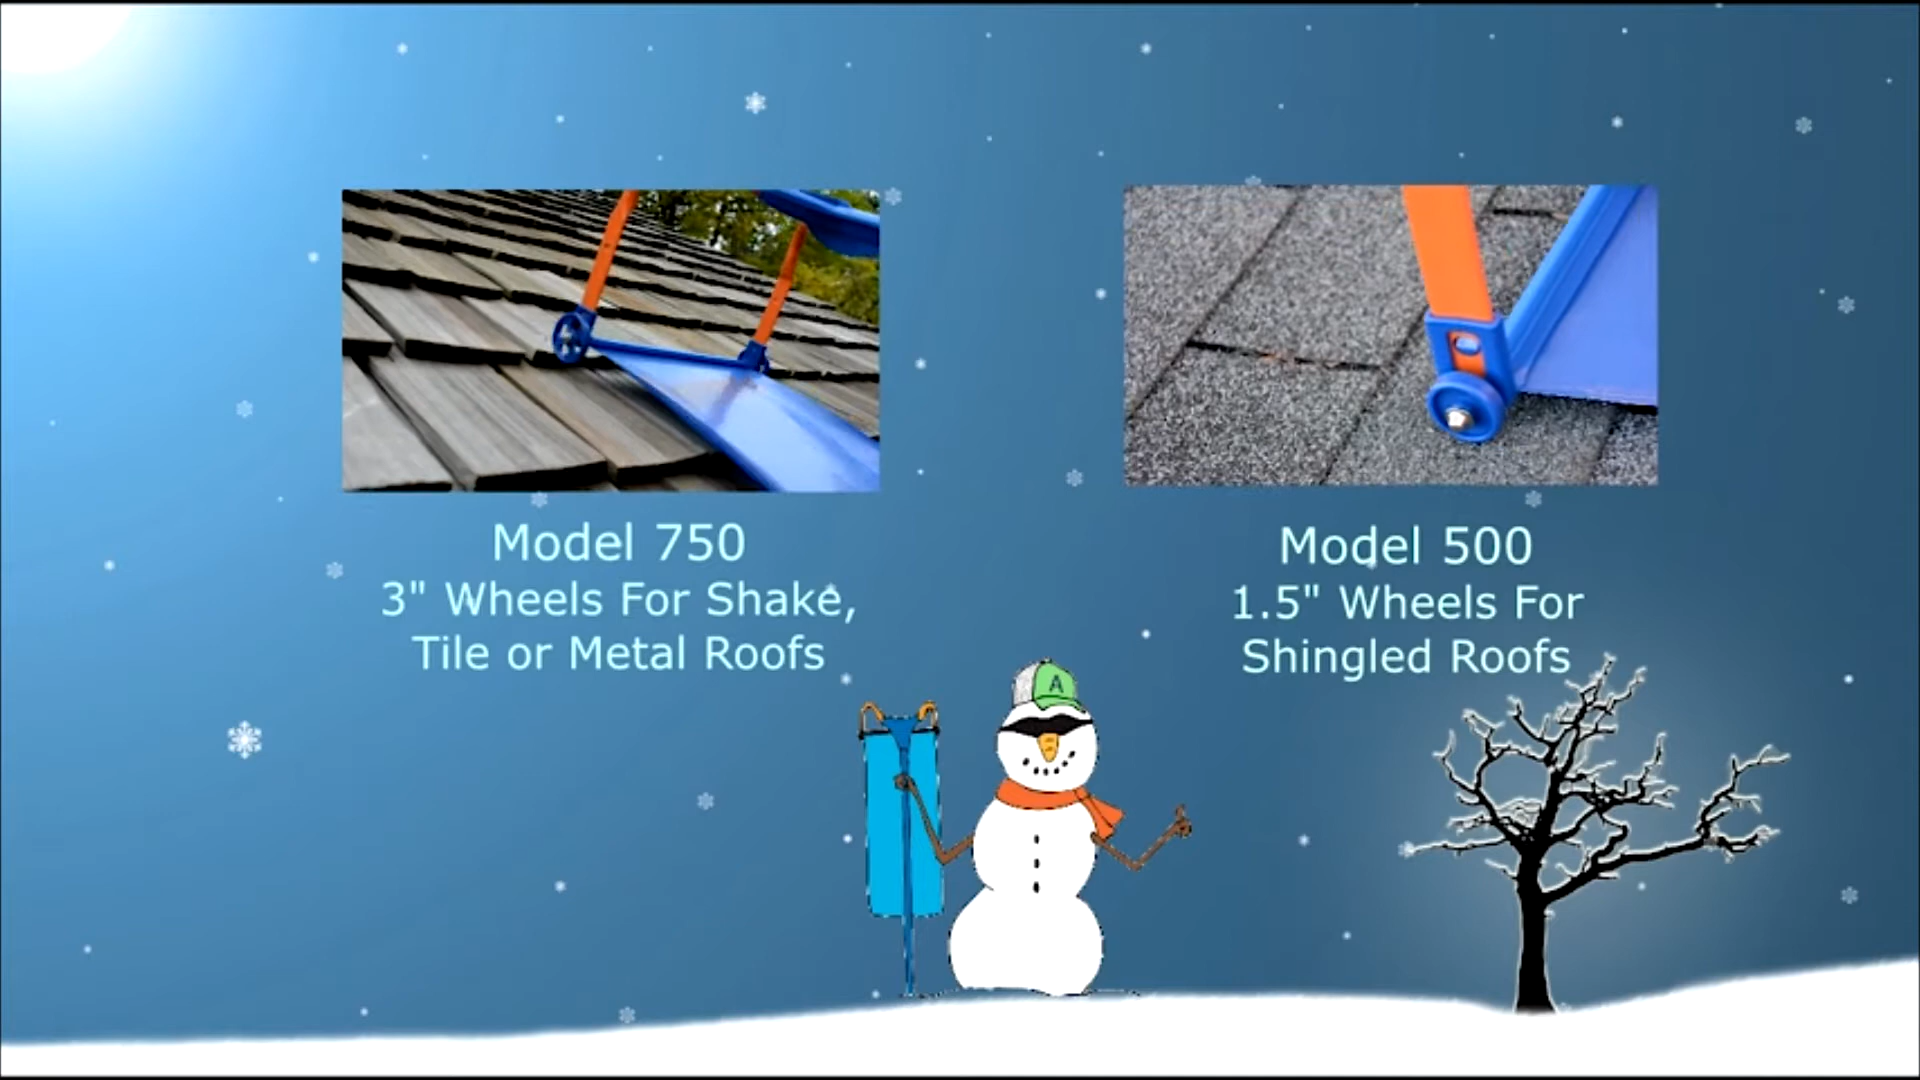 Model 750
3" Wheels For Shake,
Tile or Metal Roofs
Model 500
1.5" Wheels For
Shingled Roofs
A